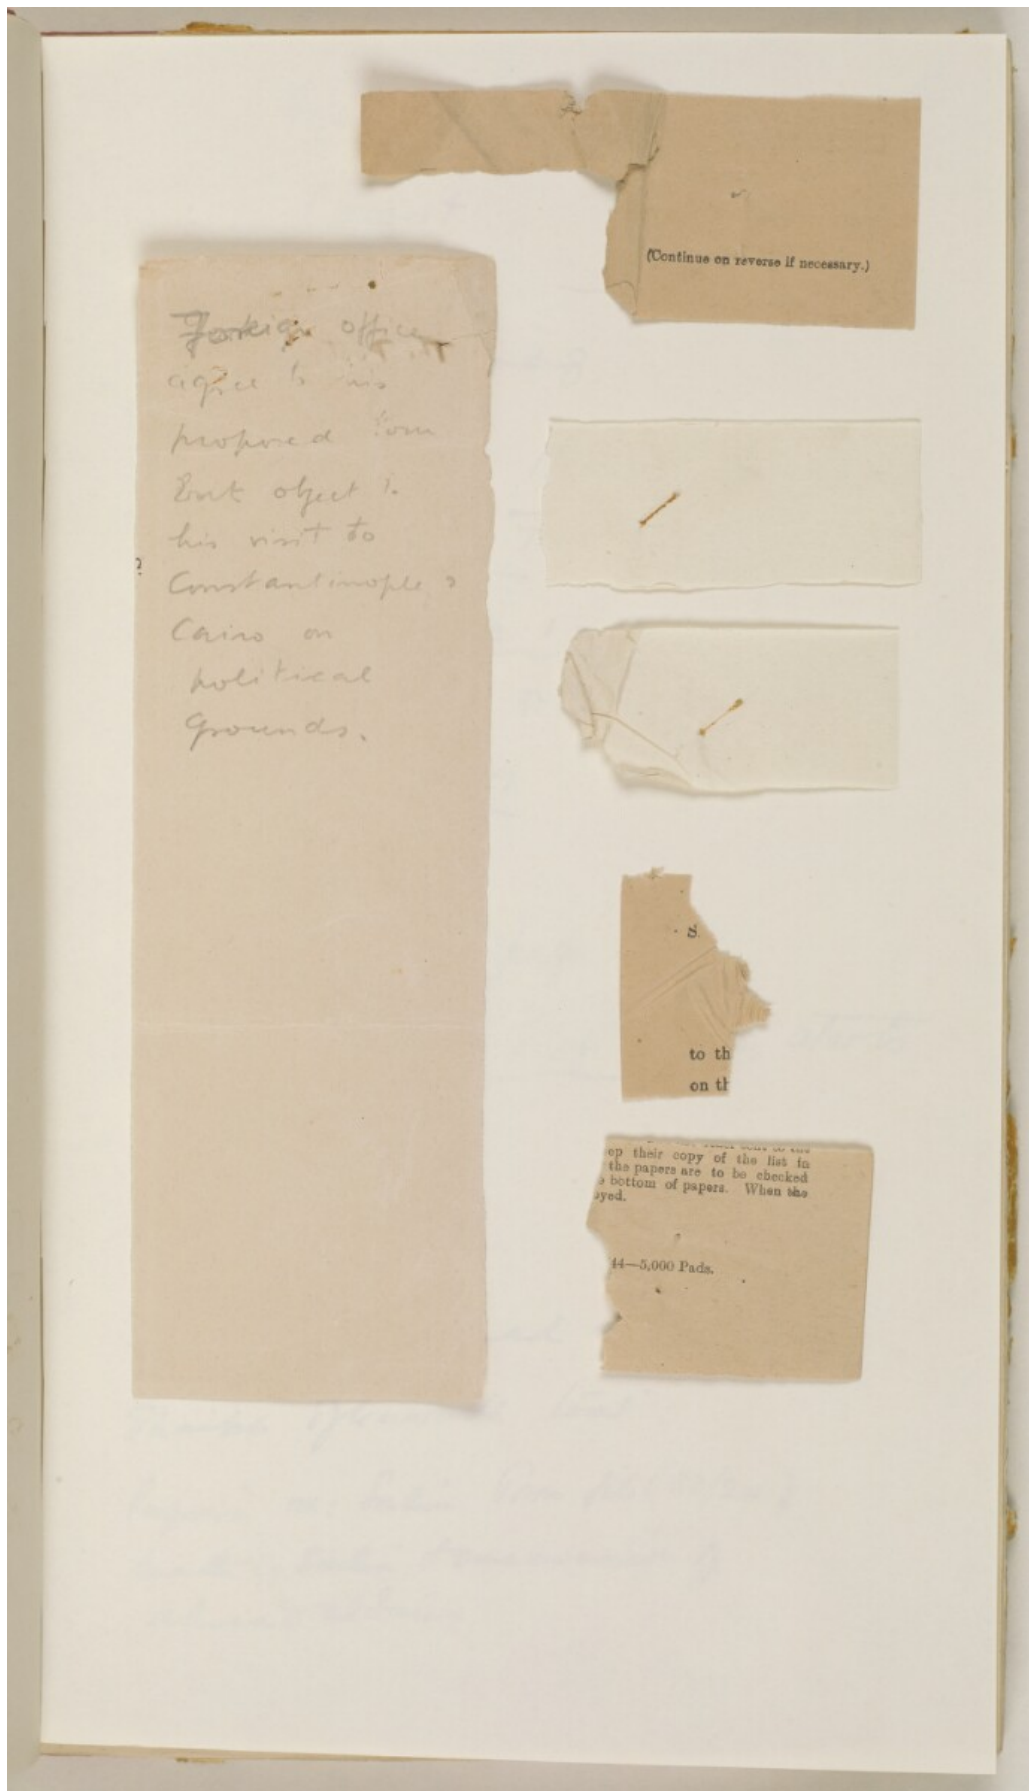 (Continue on reverse if necessary.)
Foreign office
agree to his
proposed tour
But object to
his visit to
Constantinople &
Cairo on
political
Grounds.
S.
to th
on th
ep their copy of the list in
the papers are to be checked
bottom of papers. When the
oyed.
44—5,000 Pads.